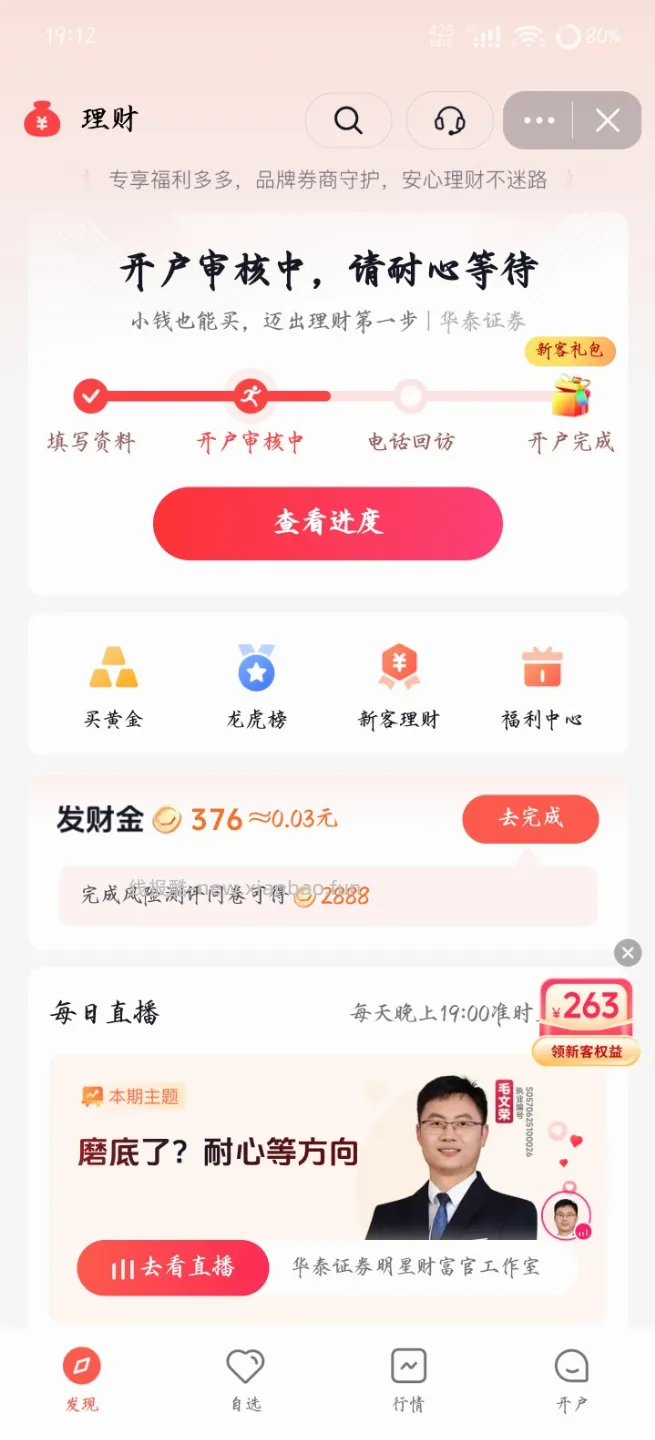 19:12
80%
理财
专享福利多多，品牌券商守护，安心理财不迷路
开户审核中，请耐心等待
小钱也能买，迈出理财第一步 | 华泰证券
新客礼包
填写资料 开户审核中 电话回访 开户完成
查看进度
买黄金 龙虎榜 新客理财 福利中心
发财金 376 ≈0.03元 去完成
完成风险测评问卷可得 2888
线报酷 new.xianbao.fun
每日直播 每天晚上19:00准时
¥263
领新客权益
本期主题
磨底了？耐心等方向
毛文荣
S0570625100026
去看直播 华泰证券明星财富官工作室
发现 自选 行情 开户